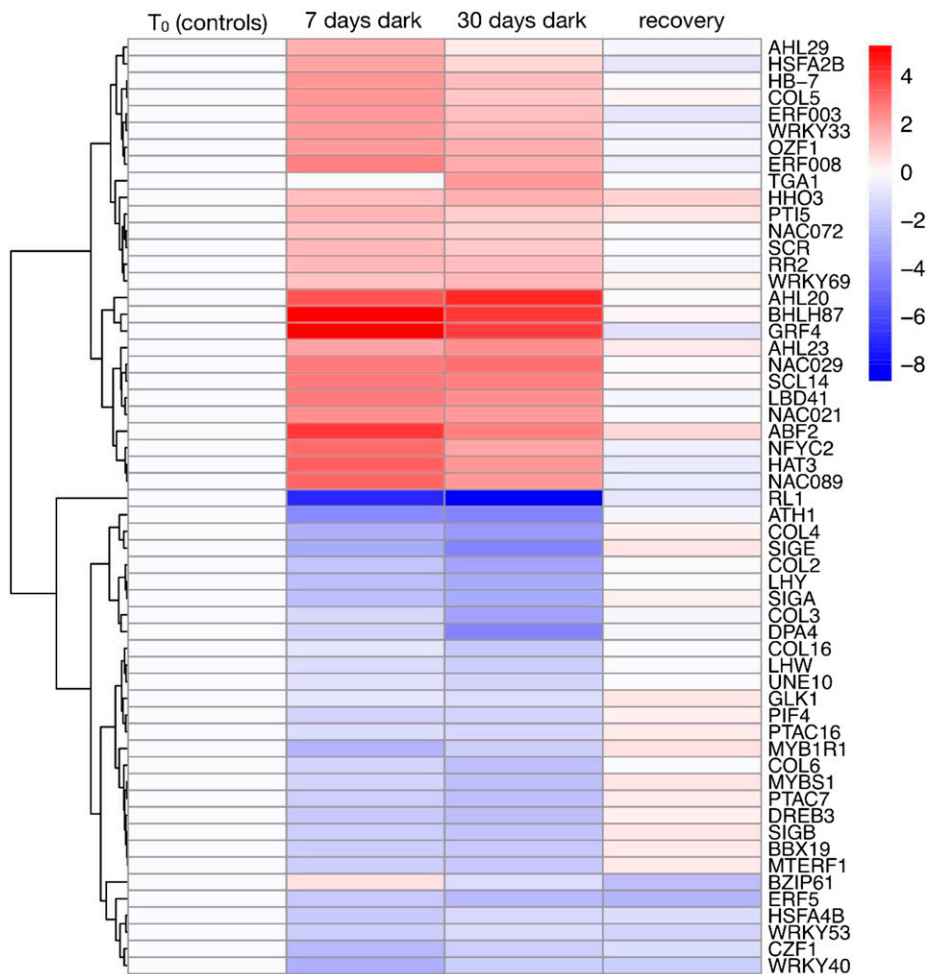 T₀ (controls) 7 days dark 30 days dark recovery
AHL29
HSFA2B
HB-7
COL5
ERF003
WRKY33
OZF1
ERF008
TGA1
HHO3
PTI5
NAC072
SCR
RR2
WRKY69
AHL20
BHLH87
GRF4
AHL23
NAC029
SCL14
LBD41
NAC021
ABF2
NFYC2
HAT3
NAC089
RL1
ATH1
COL4
SIGE
COL2
LHY
SIGA
COL3
DPA4
COL16
LHW
UNE10
GLK1
PIF4
PTAC16
MYB1R1
COL6
MYBS1
PTAC7
DREB3
SIGB
BBX19
MTERF1
BZIP61
ERF5
HSFA4B
WRKY53
CZF1
WRKY40
4
2
0
−2
−4
−6
−8